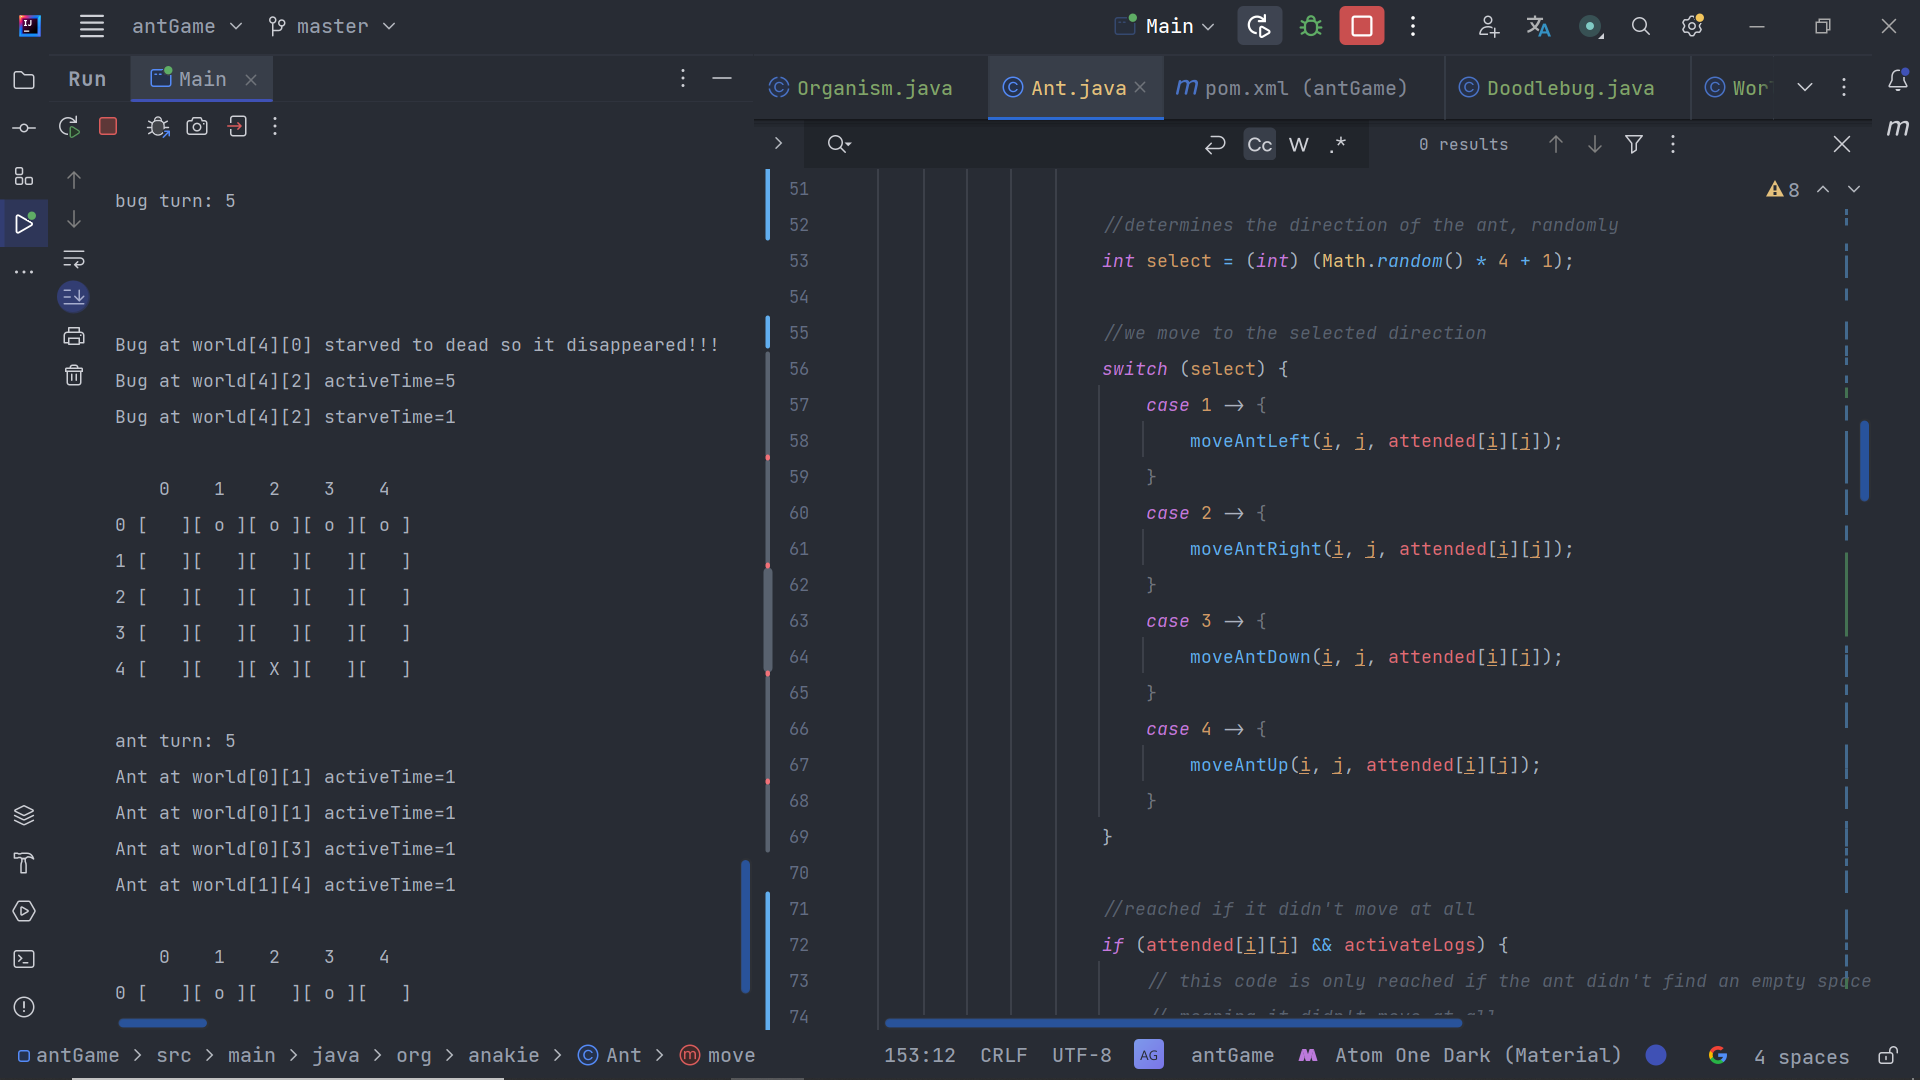 antGame
master
Main
Run
Main
Organism.java
Ant.java
pom.xml (antGame)
Doodlebug.java
Wor
Cc
W
.*
0 results
8
bug turn: 5
Bug at world[4][0] starved to dead so it disappeared!!!
Bug at world[4][2] activeTime=5
Bug at world[4][2] starveTime=1
0    1    2    3    4
0 [   ][ o ][ o ][ o ][ o ]
1 [   ][   ][   ][   ][   ]
2 [   ][   ][   ][   ][   ]
3 [   ][   ][   ][   ][   ]
4 [   ][   ][ X ][   ][   ]
ant turn: 5
Ant at world[0][1] activeTime=1
Ant at world[0][1] activeTime=1
Ant at world[0][3] activeTime=1
Ant at world[1][4] activeTime=1
0    1    2    3    4
0 [   ][ o ][   ][ o ][   ]
51
52 //determines the direction of the ant, randomly
53 int select = (int) (Math.random() * 4 + 1);
54
55 //we move to the selected direction
56 switch (select) {
57 case 1 -> {
58 moveAntLeft(i, j, attended[i][j]);
59 }
60 case 2 -> {
61 moveAntRight(i, j, attended[i][j]);
62 }
63 case 3 -> {
64 moveAntDown(i, j, attended[i][j]);
65 }
66 case 4 -> {
67 moveAntUp(i, j, attended[i][j]);
68 }
69 }
70
71 //reached if it didn't move at all
72 if (attended[i][j] && activateLogs) {
73 // this code is only reached if the ant didn't find an empty space
74 // meaning it didn't move at all
antGame > src > main > java > org > anakie > Ant > move
153:12
CRLF
UTF-8
AG
antGame
Atom One Dark (Material)
4 spaces